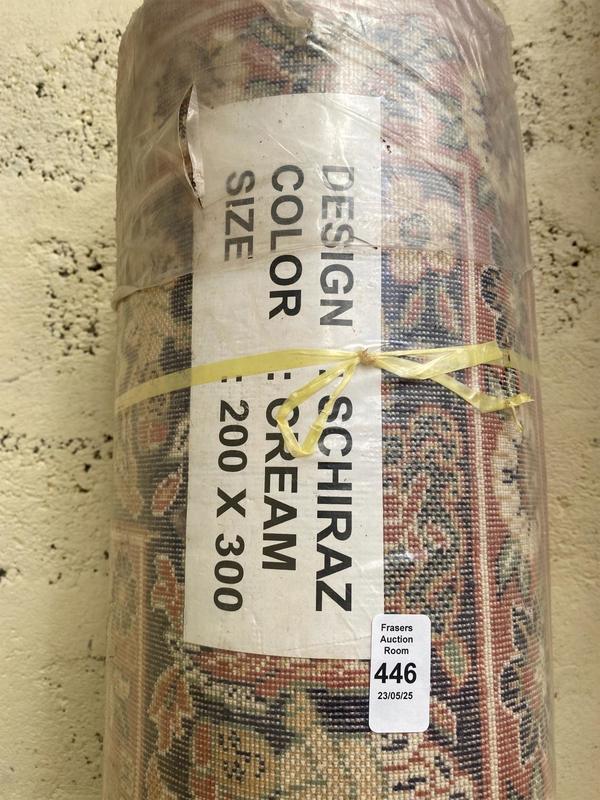 DESIGN : SCHIRAZ
COLOR : CREAM
SIZE : 200 X 300
Frasers
Auction
Room
446
23/05/25